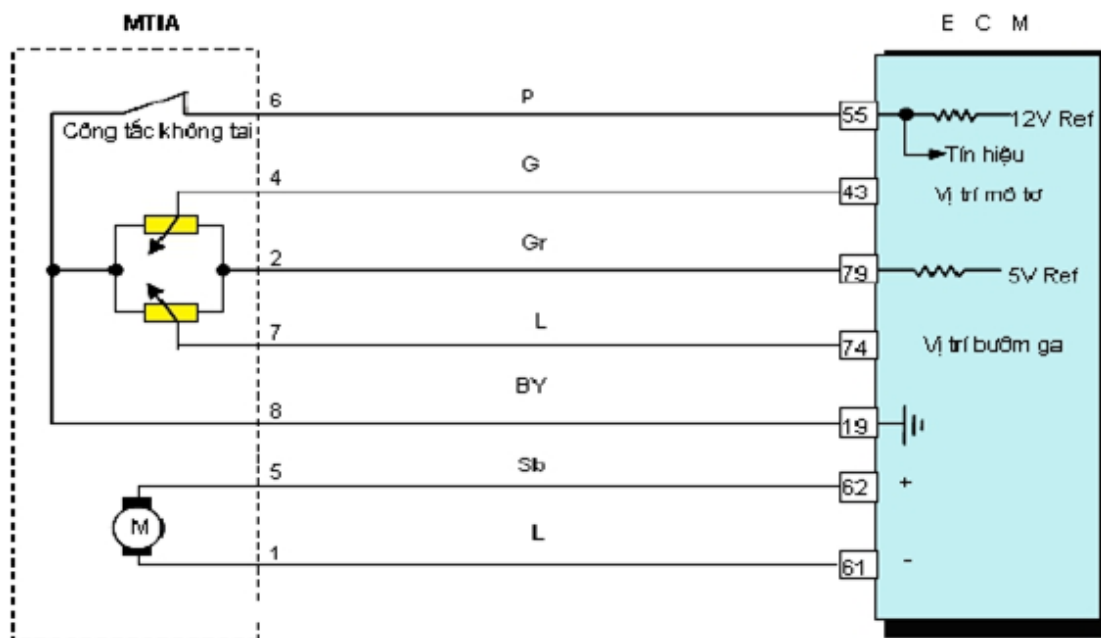 MTIA
E C M
6 P 55 12V Ref
Công tắc không tai
Tín hiệu
4 G 43 Vị trí mô tơ
2 Gr 79 5V Ref
7 L 74 Vị trí bướm ga
8 BY 19
5 Sb 62 +
M
1 L 61 -